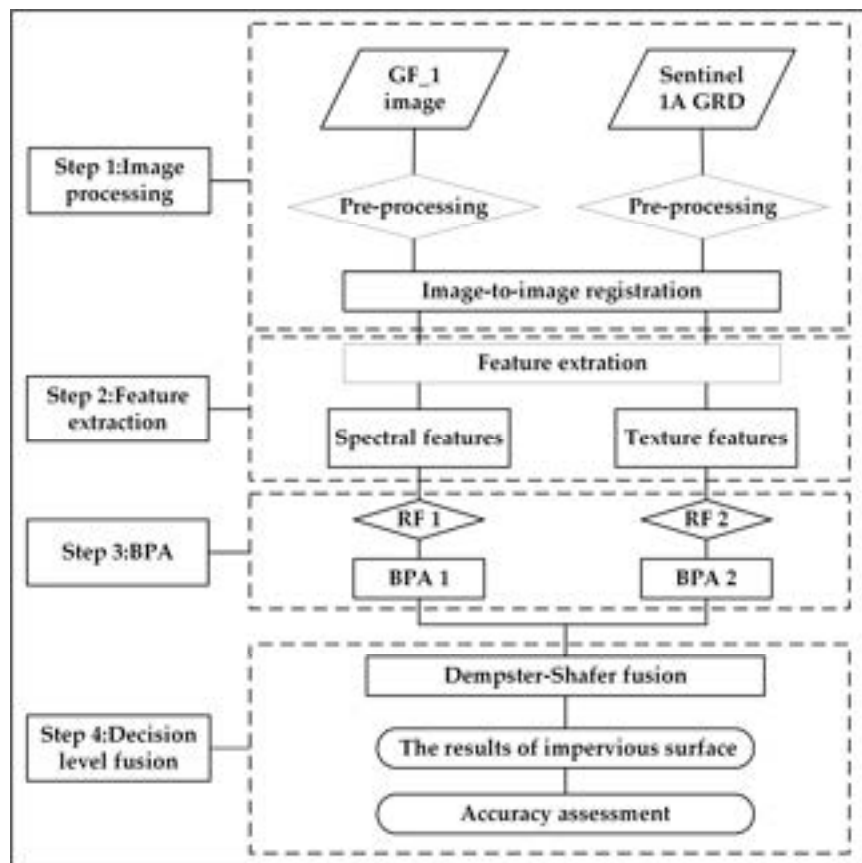 GF_1
image
Sentinel
1A GRD
Step 1:Image
processing
Pre-processing
Pre-processing
Image-to-image registration
Feature extration
Step 2:Feature
extraction
Spectral features
Texture features
RF 1
RF 2
Step 3:BPA
BPA 1
BPA 2
Dempster-Shafer fusion
Step 4:Decision
level fusion
The results of impervious surface
Accuracy assessment